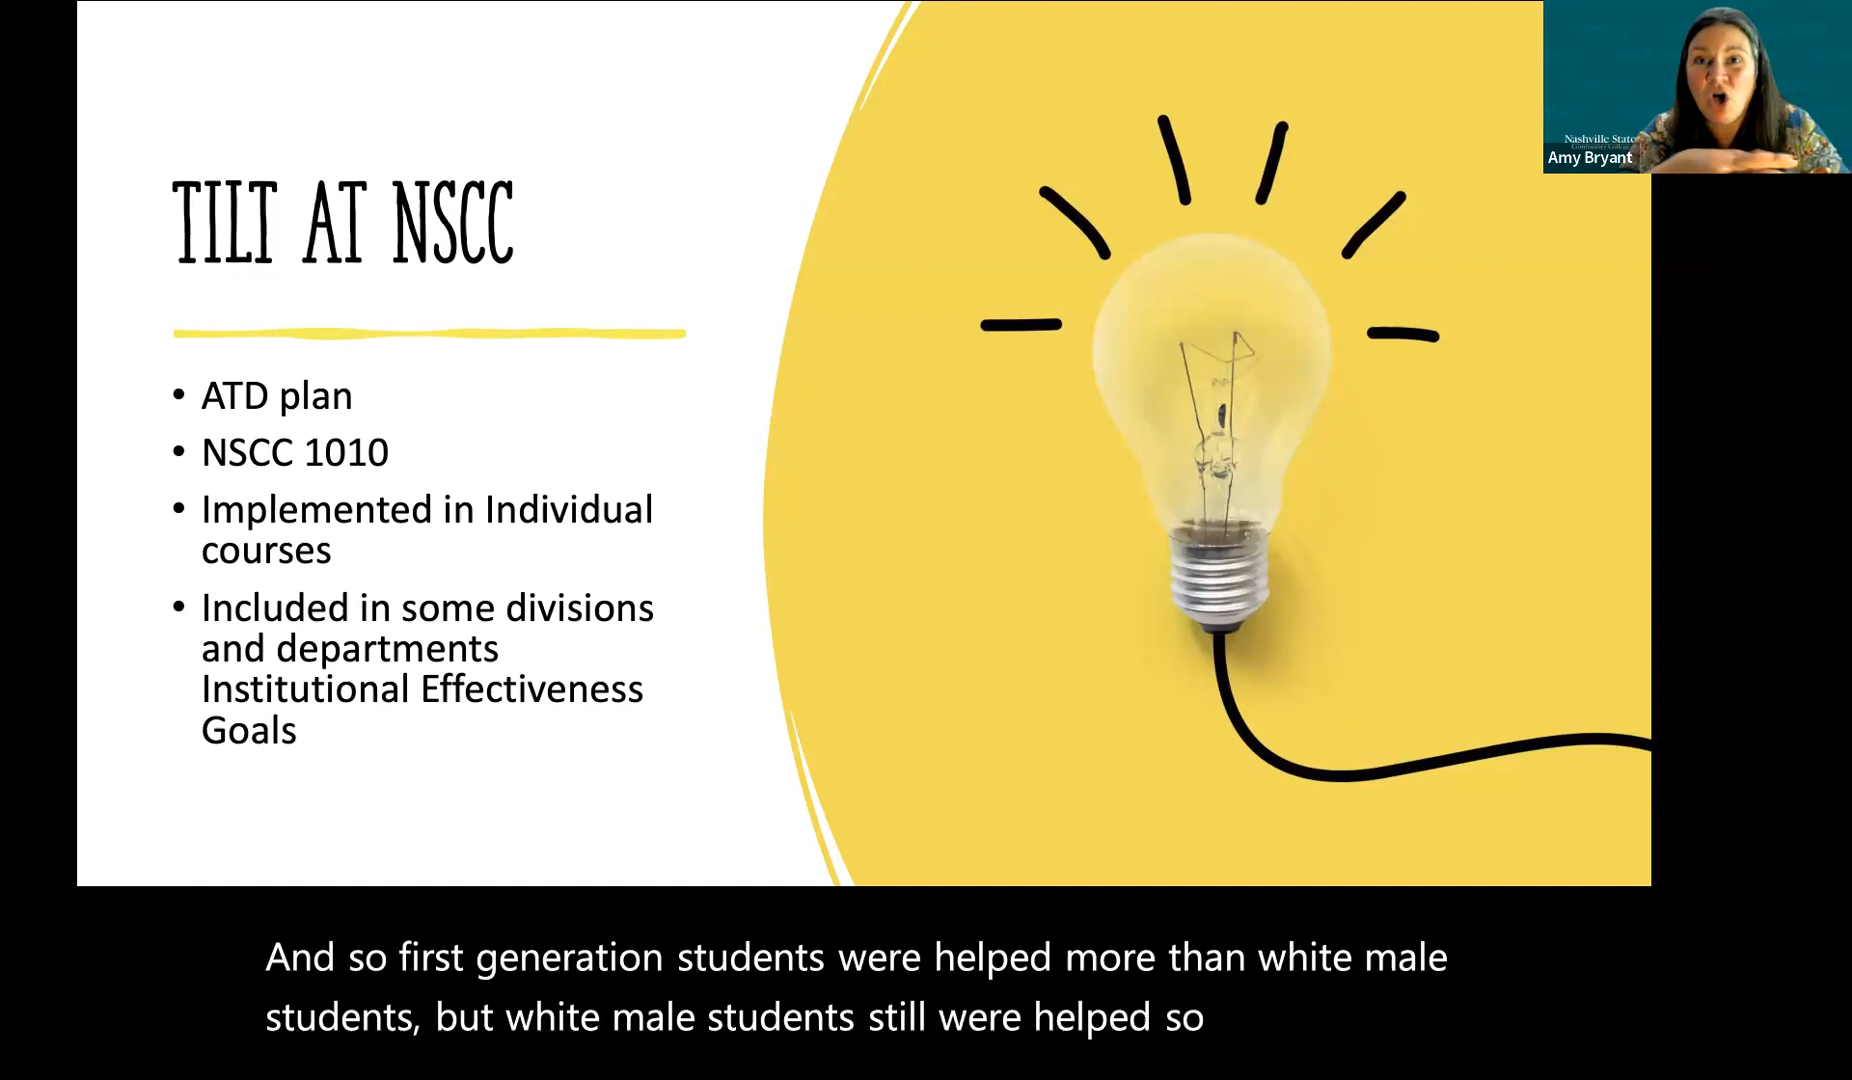 TILT AT NSCC
• ATD plan
• NSCC 1010
• Implemented in Individual
courses
• Included in some divisions
and departments
Institutional Effectiveness
Goals
Nashville State
Community College
Amy Bryant
And so first generation students were helped more than white male
students, but white male students still were helped so